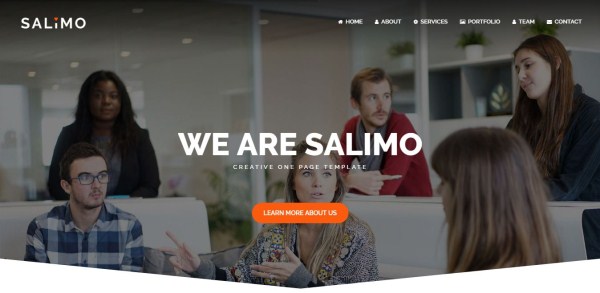 SALiMO
HOME ABOUT SERVICES PORTFOLIO TEAM CONTACT
WE ARE SALIMO
CREATIVE ONE PAGE TEMPLATE
LEARN MORE ABOUT US